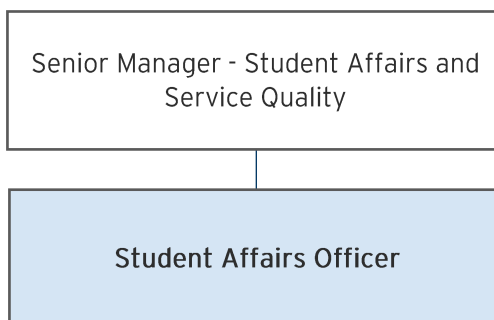 Senior Manager - Student Affairs and
Service Quality
Student Affairs Officer